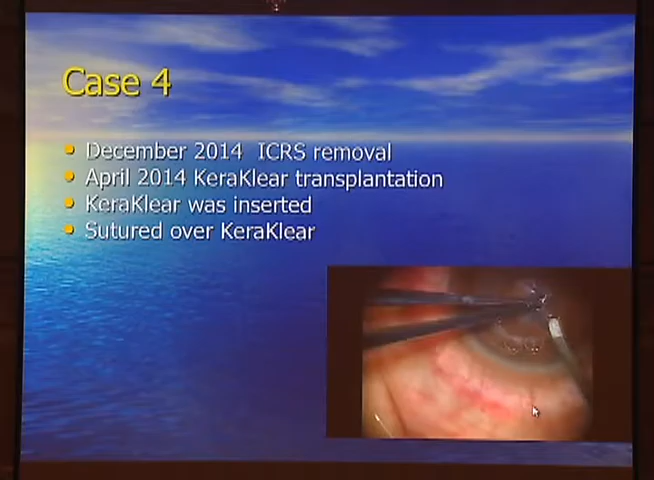 Case 4
December 2014 ICRS removal
April 2014 KeraKlear transplantation
KeraKlear was inserted
Sutured over KeraKlear